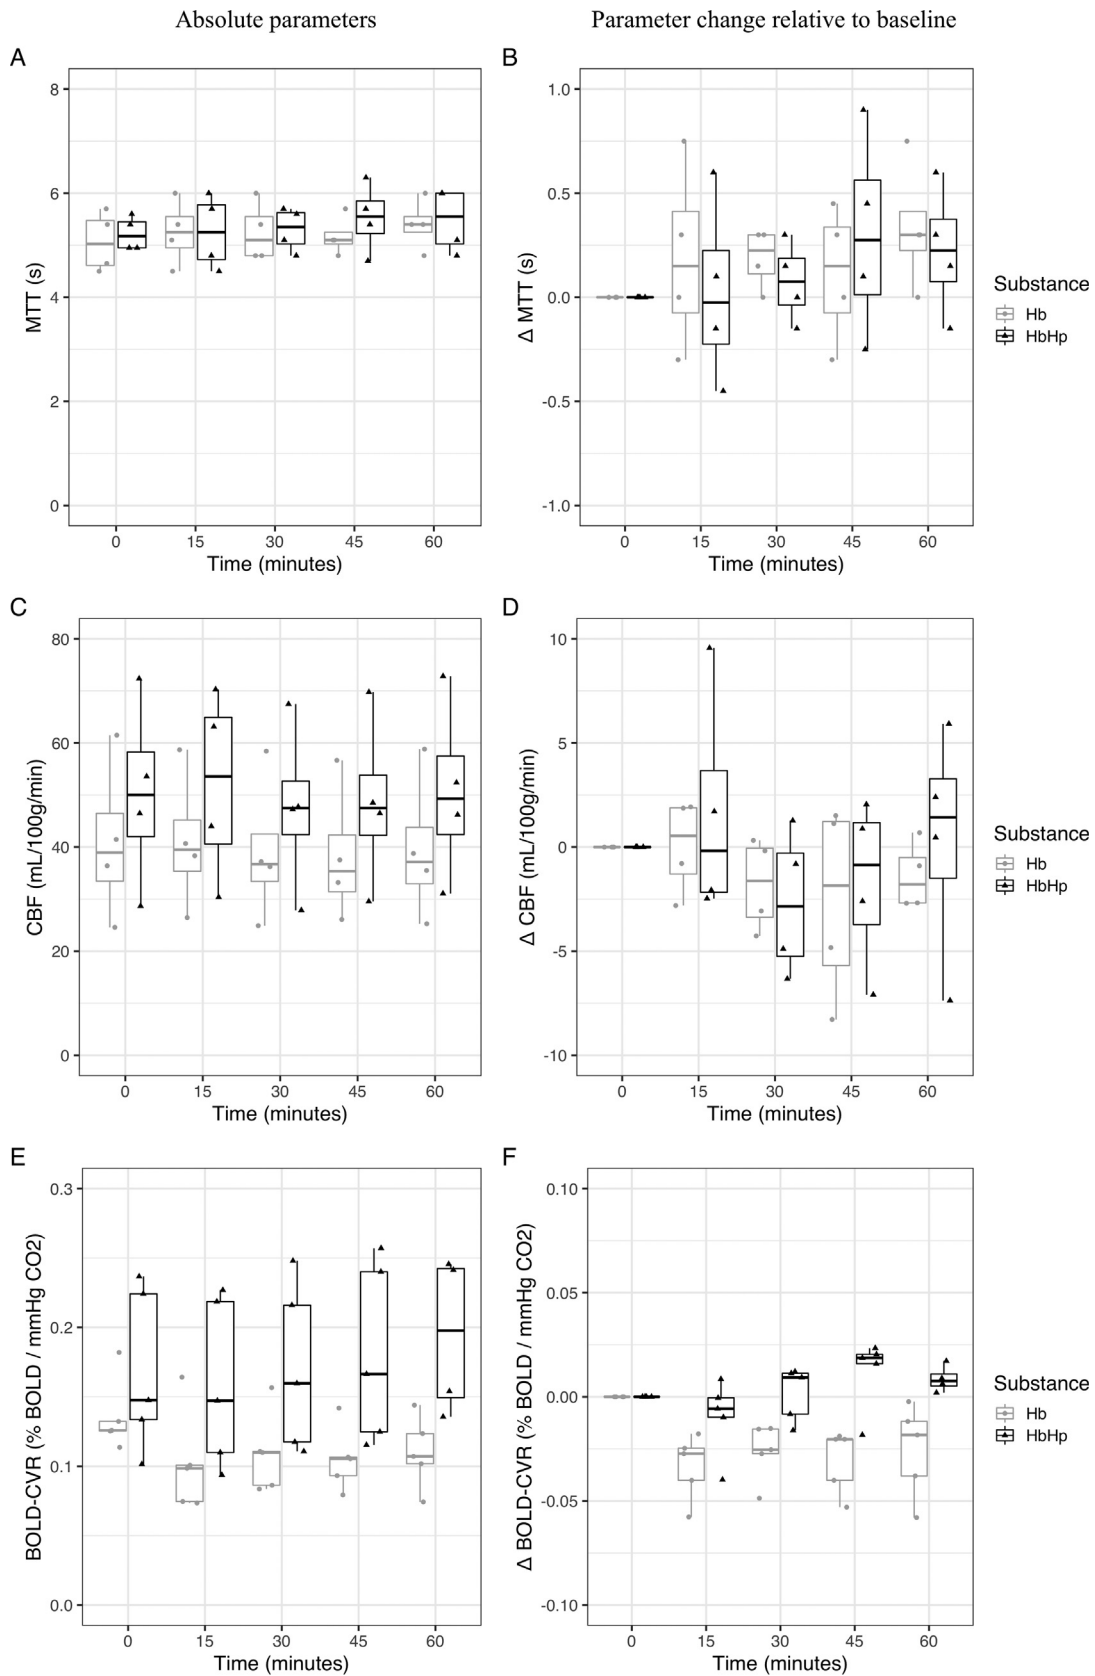 Absolute parameters
Parameter change relative to baseline
A
8
6
4
2
0
MTT (s)
0 15 30 45 60
Time (minutes)
B
1.0
0.5
0.0
-0.5
-1.0
Δ MTT (s)
0 15 30 45 60
Time (minutes)
Substance
Hb
HbHp
C
80
60
40
20
0
CBF (mL/100g/min)
0 15 30 45 60
Time (minutes)
D
10
5
0
-5
-10
Δ CBF (mL/100g/min)
0 15 30 45 60
Time (minutes)
Substance
Hb
HbHp
E
0.3
0.2
0.1
0.0
BOLD-CVR (% BOLD / mmHg CO2)
0 15 30 45 60
Time (minutes)
F
0.10
0.05
0.00
-0.05
-0.10
Δ BOLD-CVR (% BOLD / mmHg CO2)
0 15 30 45 60
Time (minutes)
Substance
Hb
HbHp